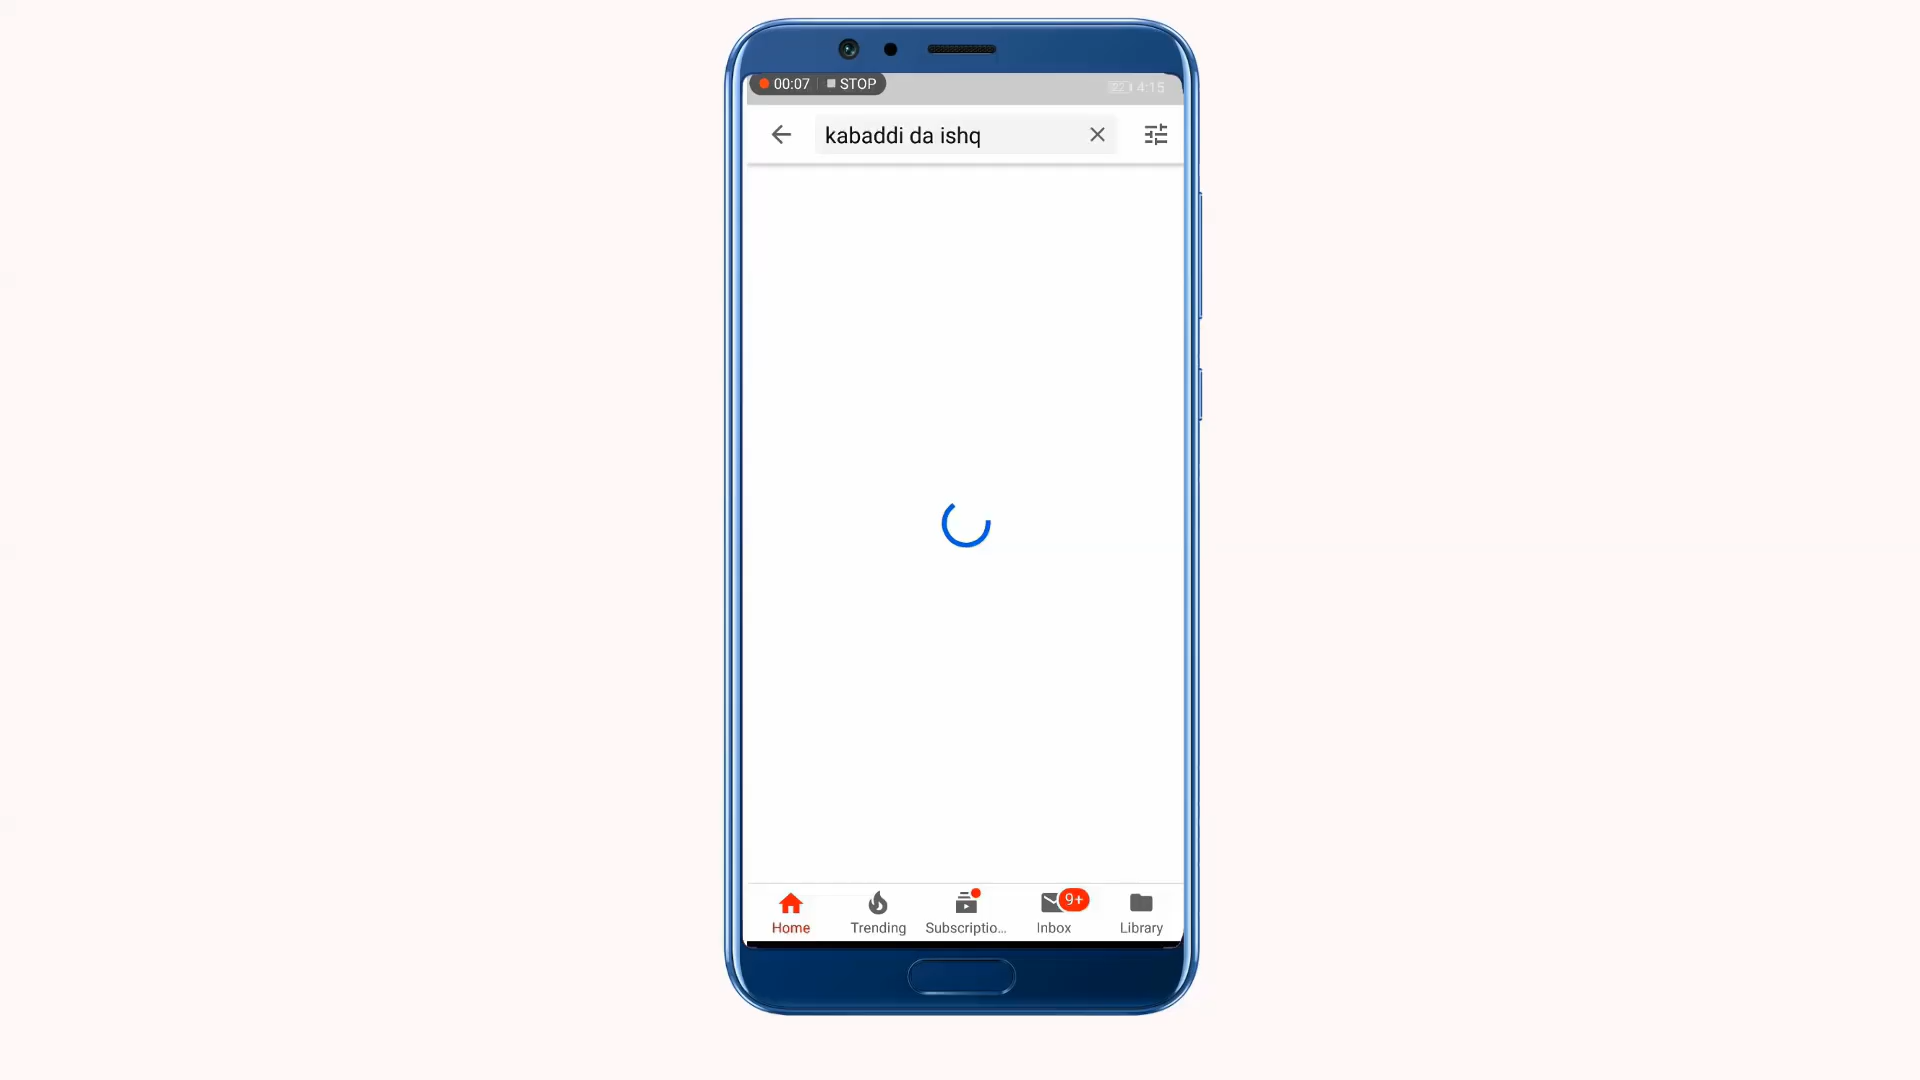 00:07 STOP 4:15
kabaddi da ishq
9+
Home Trending Subscriptio... Inbox Library